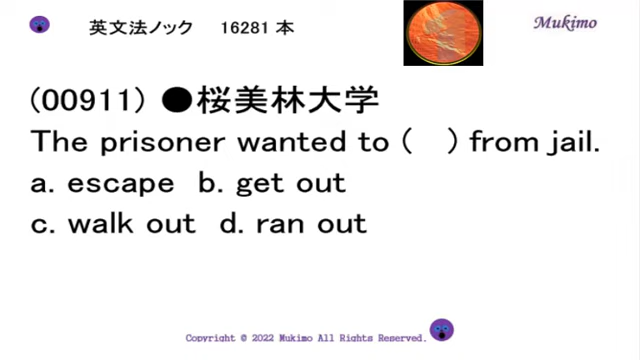 英文法ノック 16281 本
Mukimo
(00911) ●桜美林大学
The prisoner wanted to ( ) from jail.
a. escape b. get out
c. walk out d. ran out
Copyright @ 2022 Mukimo All Rights Reserved.